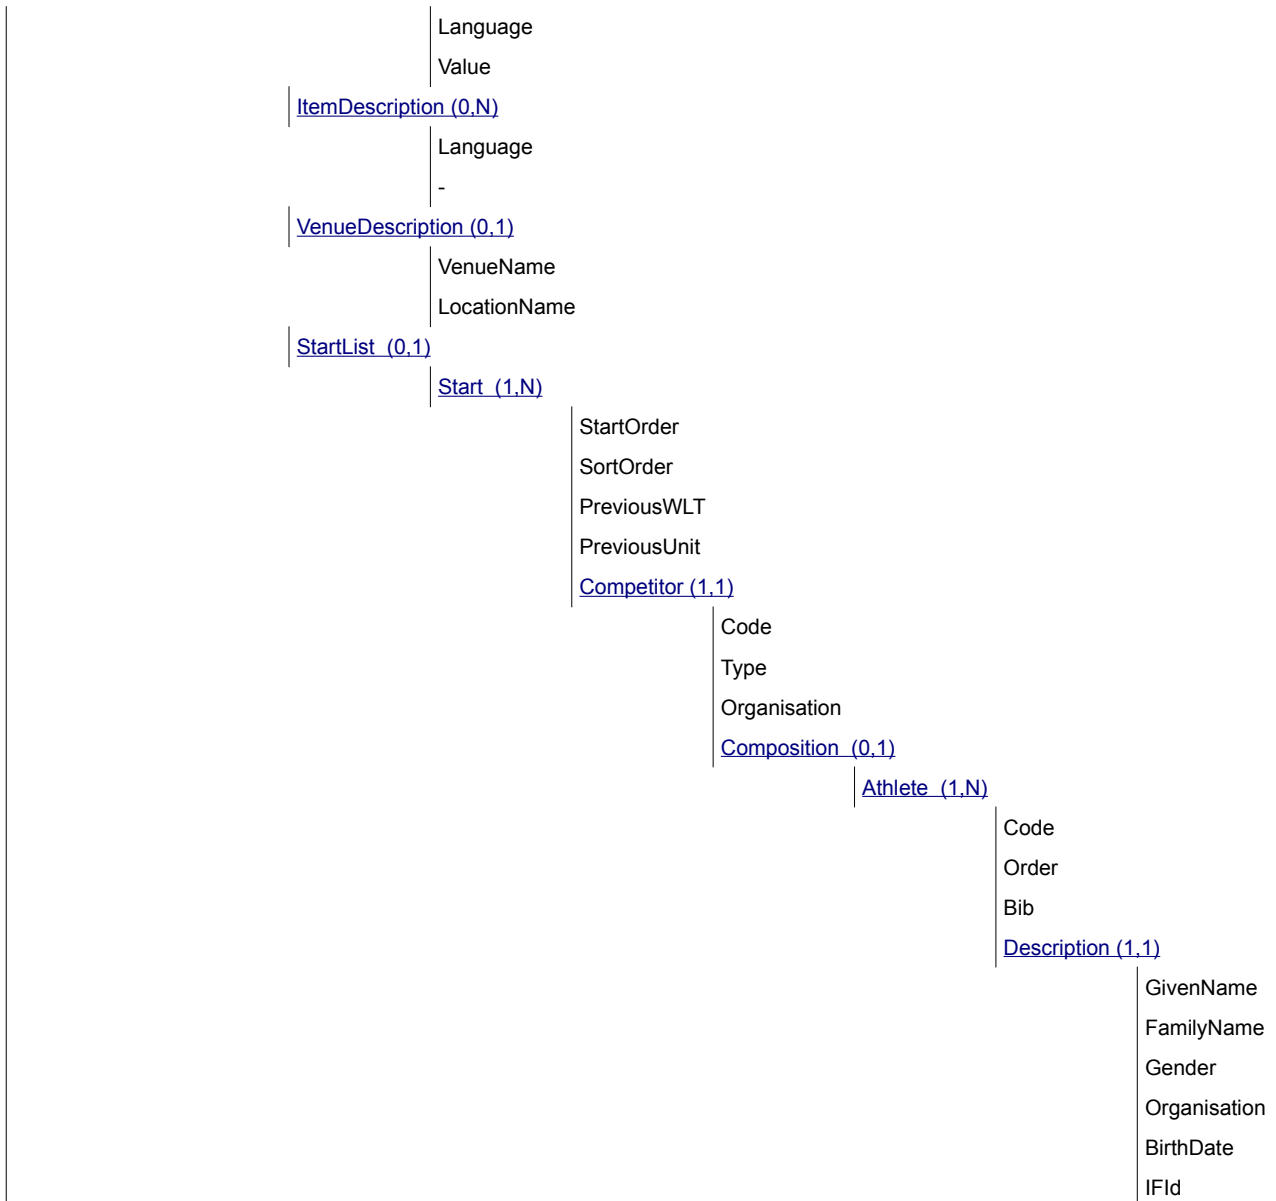 Language
Value
ItemDescription (0,N)
Language
-
VenueDescription (0,1)
VenueName
LocationName
StartList (0,1)
Start (1,N)
StartOrder
SortOrder
PreviousWLT
PreviousUnit
Competitor (1,1)
Code
Type
Organisation
Composition (0,1)
Athlete (1,N)
Code
Order
Bib
Description (1,1)
GivenName
FamilyName
Gender
Organisation
BirthDate
IFId